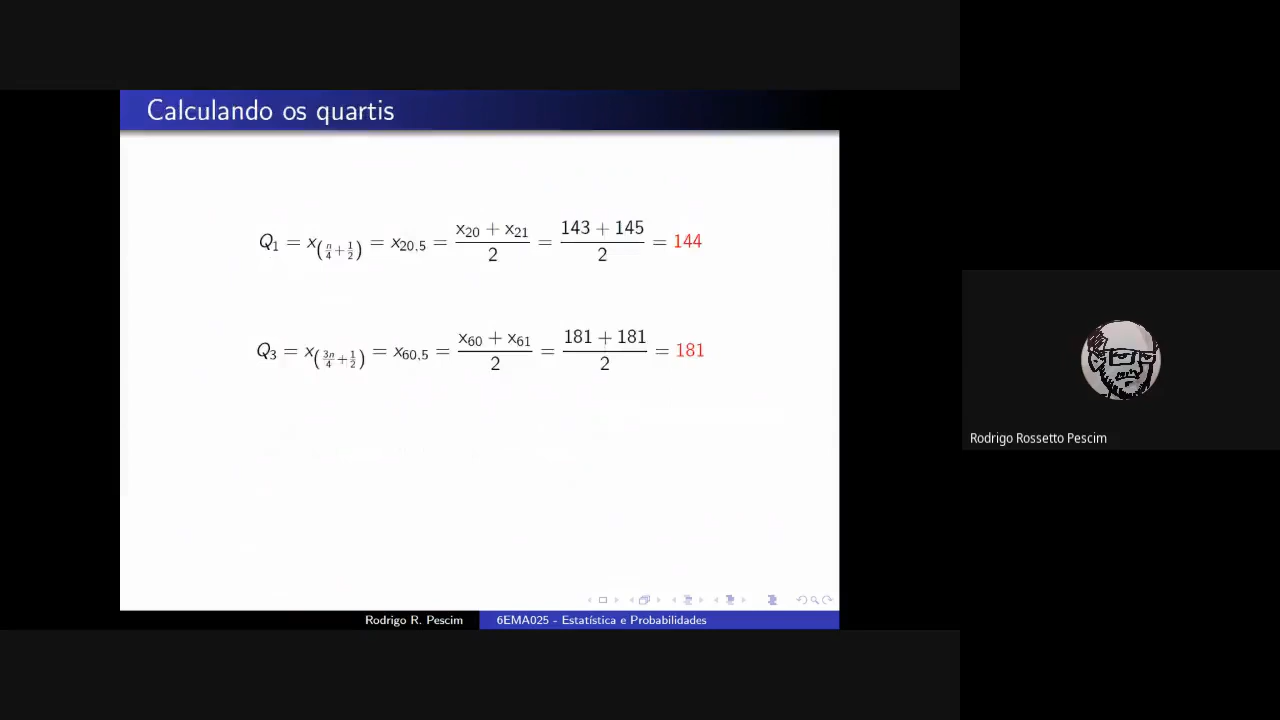 Calculando os quartis
Q₁ = x₍n/4 + 1/2₎ = x₂₀,₅ = (x₂₀ + x₂₁)/2 = (143 + 145)/2 = 144
Q₃ = x₍3n/4 + 1/2₎ = x₆₀,₅ = (x₆₀ + x₆₁)/2 = (181 + 181)/2 = 181
Rodrigo Rossetto Pescim
Rodrigo R. Pescim
6EMA025 - Estatística e Probabilidades